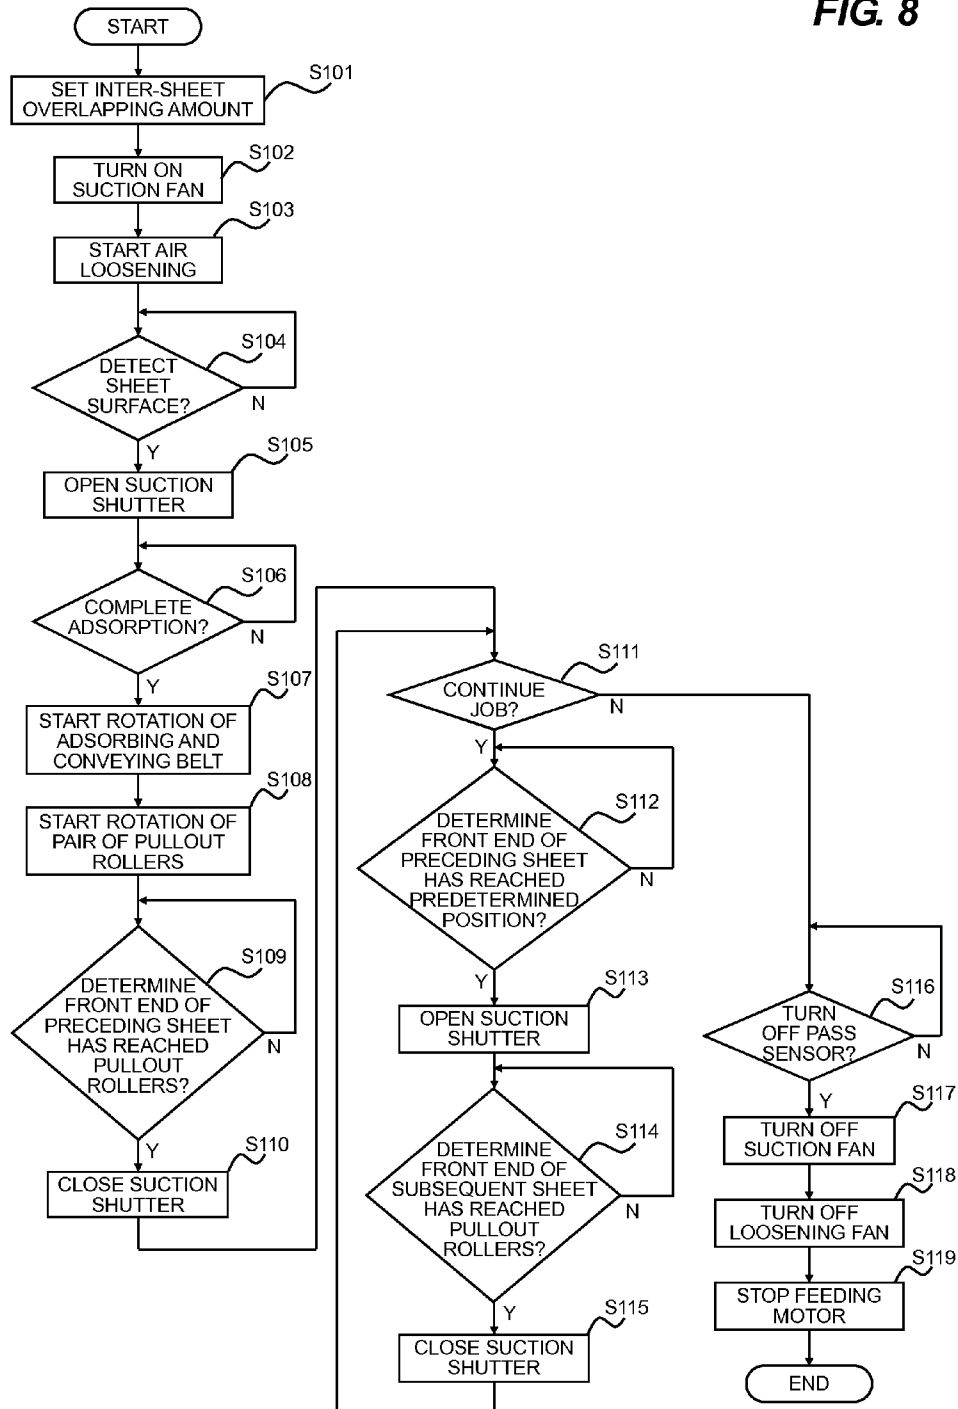 FIG. 8
START
S101
SET INTER-SHEET
OVERLAPPING AMOUNT
S102
TURN ON
SUCTION FAN
S103
START AIR
LOOSENING
S104
DETECT
SHEET
SURFACE?
N
Y
S105
OPEN SUCTION
SHUTTER
S106
COMPLETE
ADSORPTION?
N
Y
S107
START ROTATION OF
ADSORBING AND
CONVEYING BELT
S108
START ROTATION OF
PAIR OF PULLOUT
ROLLERS
S109
DETERMINE
FRONT END OF
PRECEDING SHEET
HAS REACHED
PULLOUT
ROLLERS?
N
Y
S110
CLOSE SUCTION
SHUTTER
S111
CONTINUE
JOB?
N
Y
S112
DETERMINE
FRONT END OF
PRECEDING SHEET
HAS REACHED
PREDETERMINED
POSITION?
N
Y
S113
OPEN SUCTION
SHUTTER
S114
DETERMINE
FRONT END OF
SUBSEQUENT SHEET
HAS REACHED
PULLOUT
ROLLERS?
N
Y
S115
CLOSE SUCTION
SHUTTER
S116
TURN
OFF PASS
SENSOR?
N
Y
S117
TURN OFF
SUCTION FAN
S118
TURN OFF
LOOSENING FAN
S119
STOP FEEDING
MOTOR
END